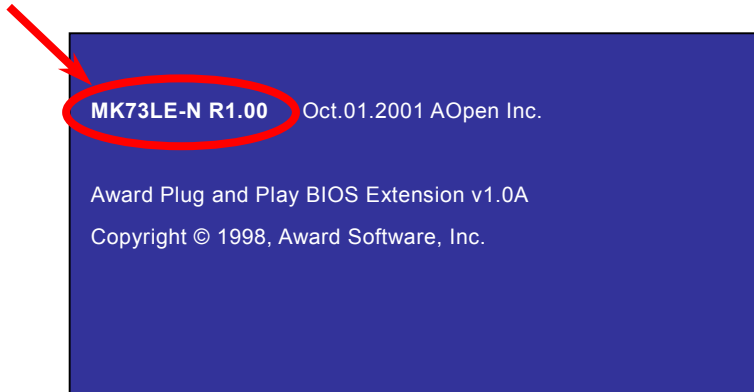 MK73LE-N R1.00 Oct.01.2001 AOpen Inc.
Award Plug and Play BIOS Extension v1.0A
Copyright © 1998, Award Software, Inc.